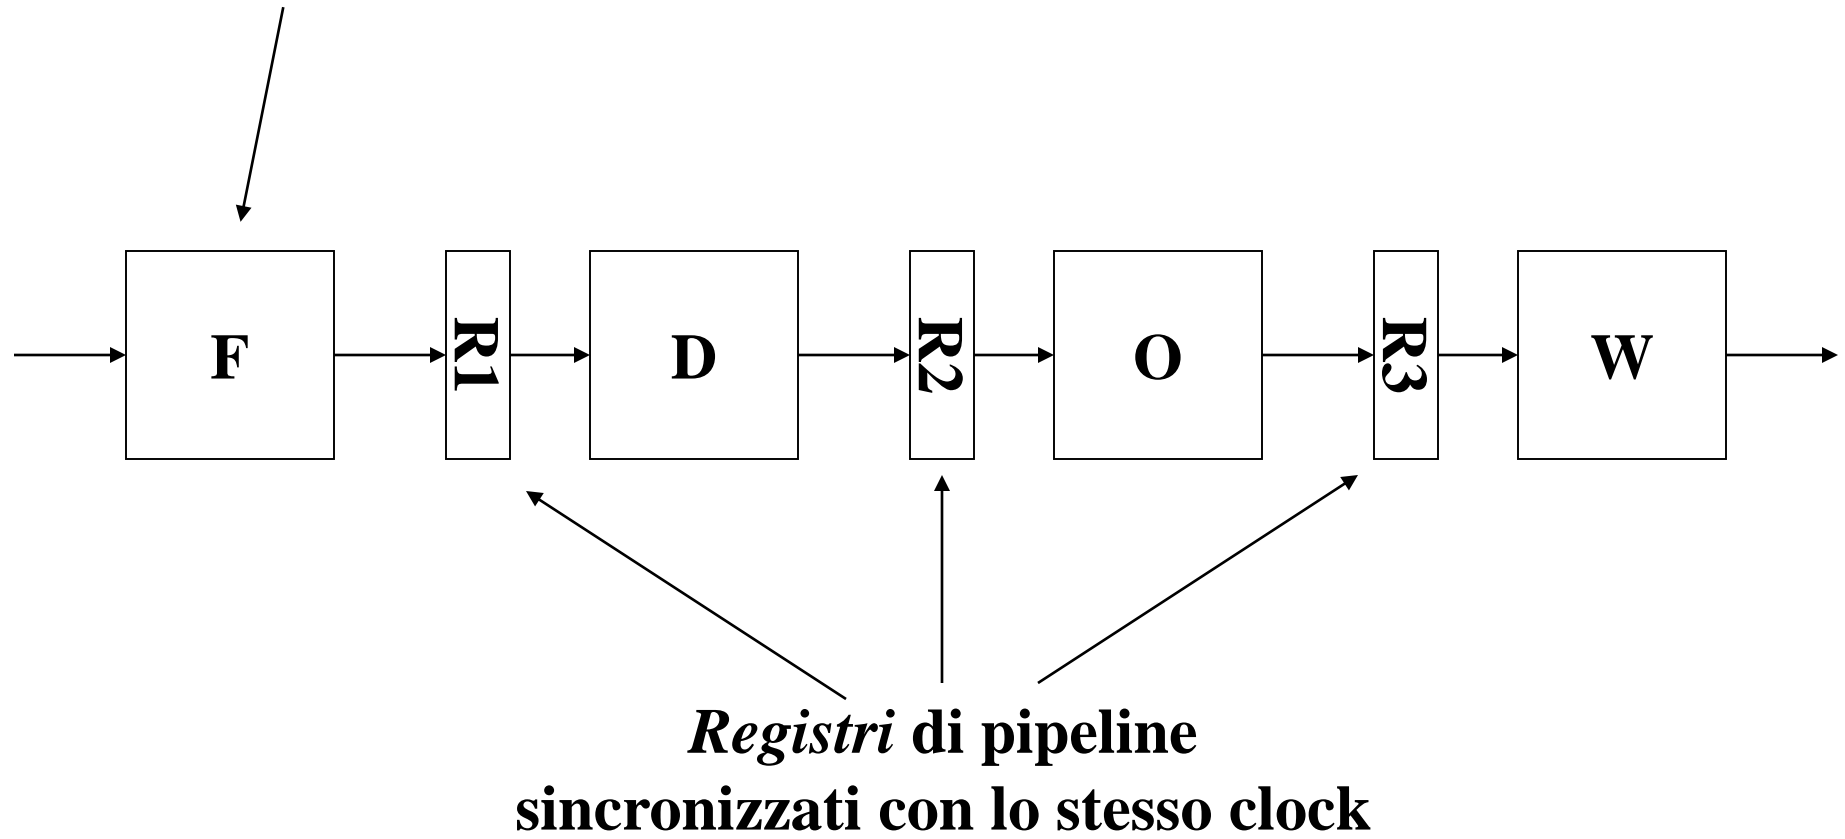 F
R1
D
R2
O
R3
W
Registri di pipeline
sincronizzati con lo stesso clock